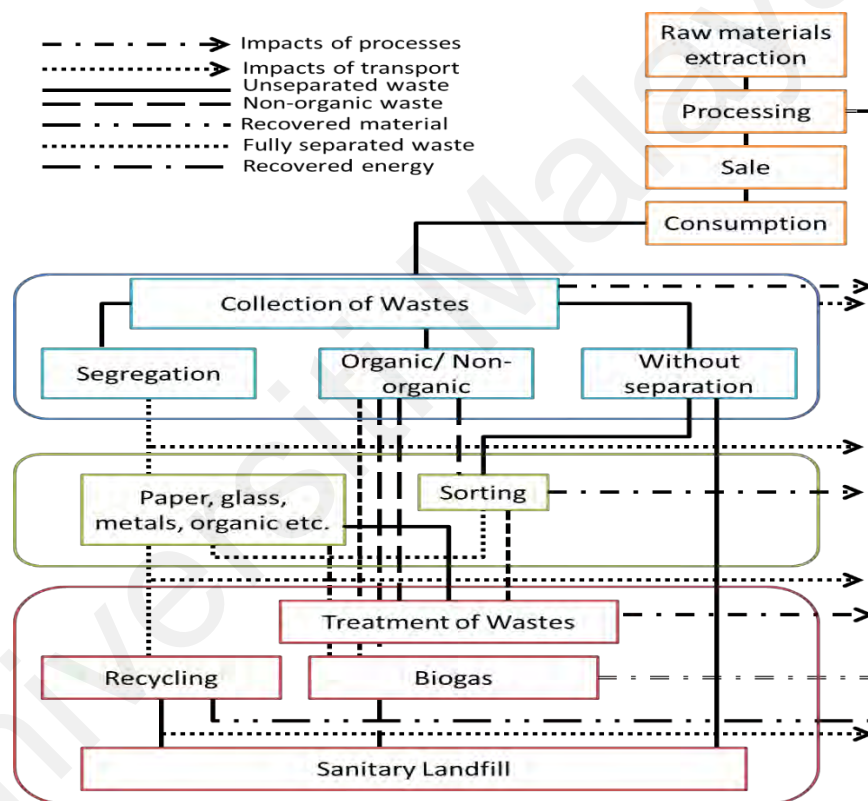 Impacts of processes
Impacts of transport
Unseparated waste
Non-organic waste
Recovered material
Fully separated waste
Recovered energy
Raw materials
extraction
Processing
Sale
Consumption
Collection of Wastes
Segregation
Organic/ Non-
organic
Without
separation
Paper, glass,
metals, organic etc.
Sorting
Treatment of Wastes
Recycling
Biogas
Sanitary Landfill
Universiti Malaya